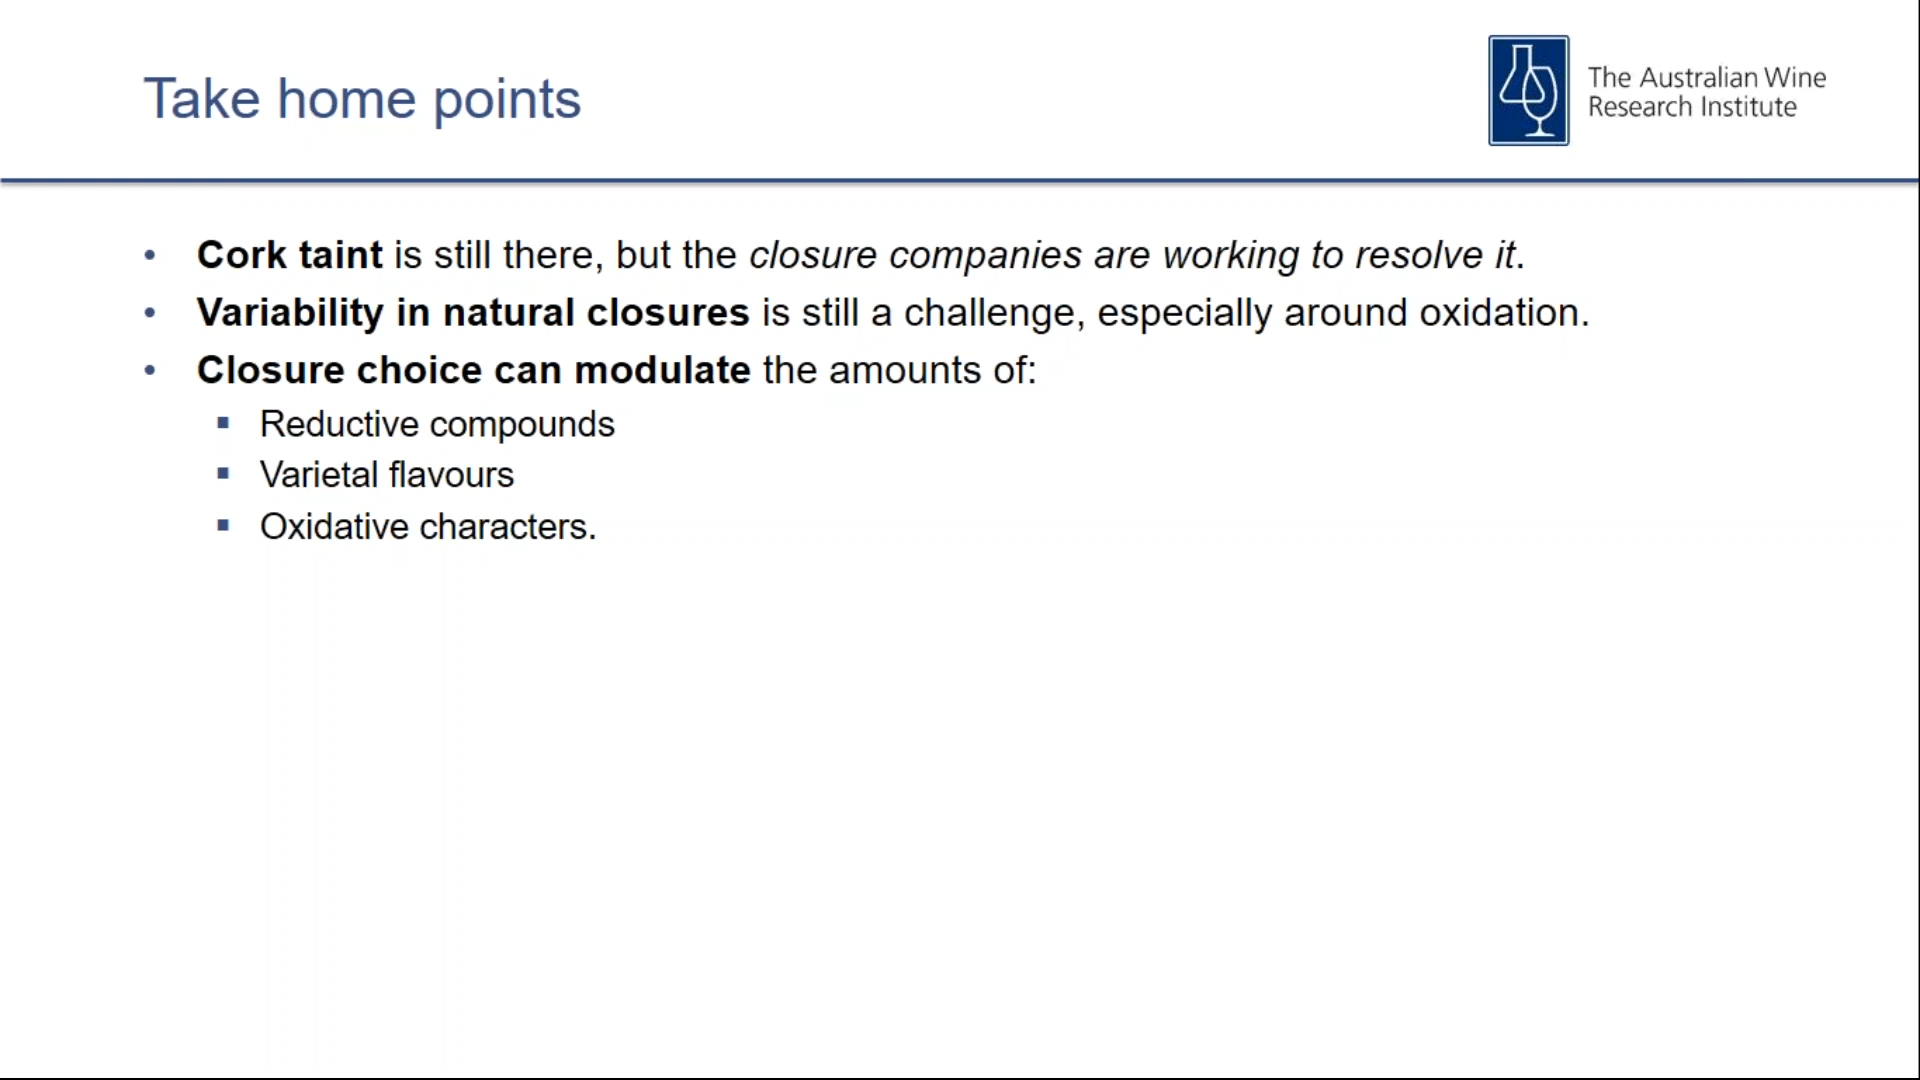 Take home points
The Australian Wine
Research Institute
• Cork taint is still there, but the closure companies are working to resolve it.
• Variability in natural closures is still a challenge, especially around oxidation.
• Closure choice can modulate the amounts of:
▪ Reductive compounds
▪ Varietal flavours
▪ Oxidative characters.